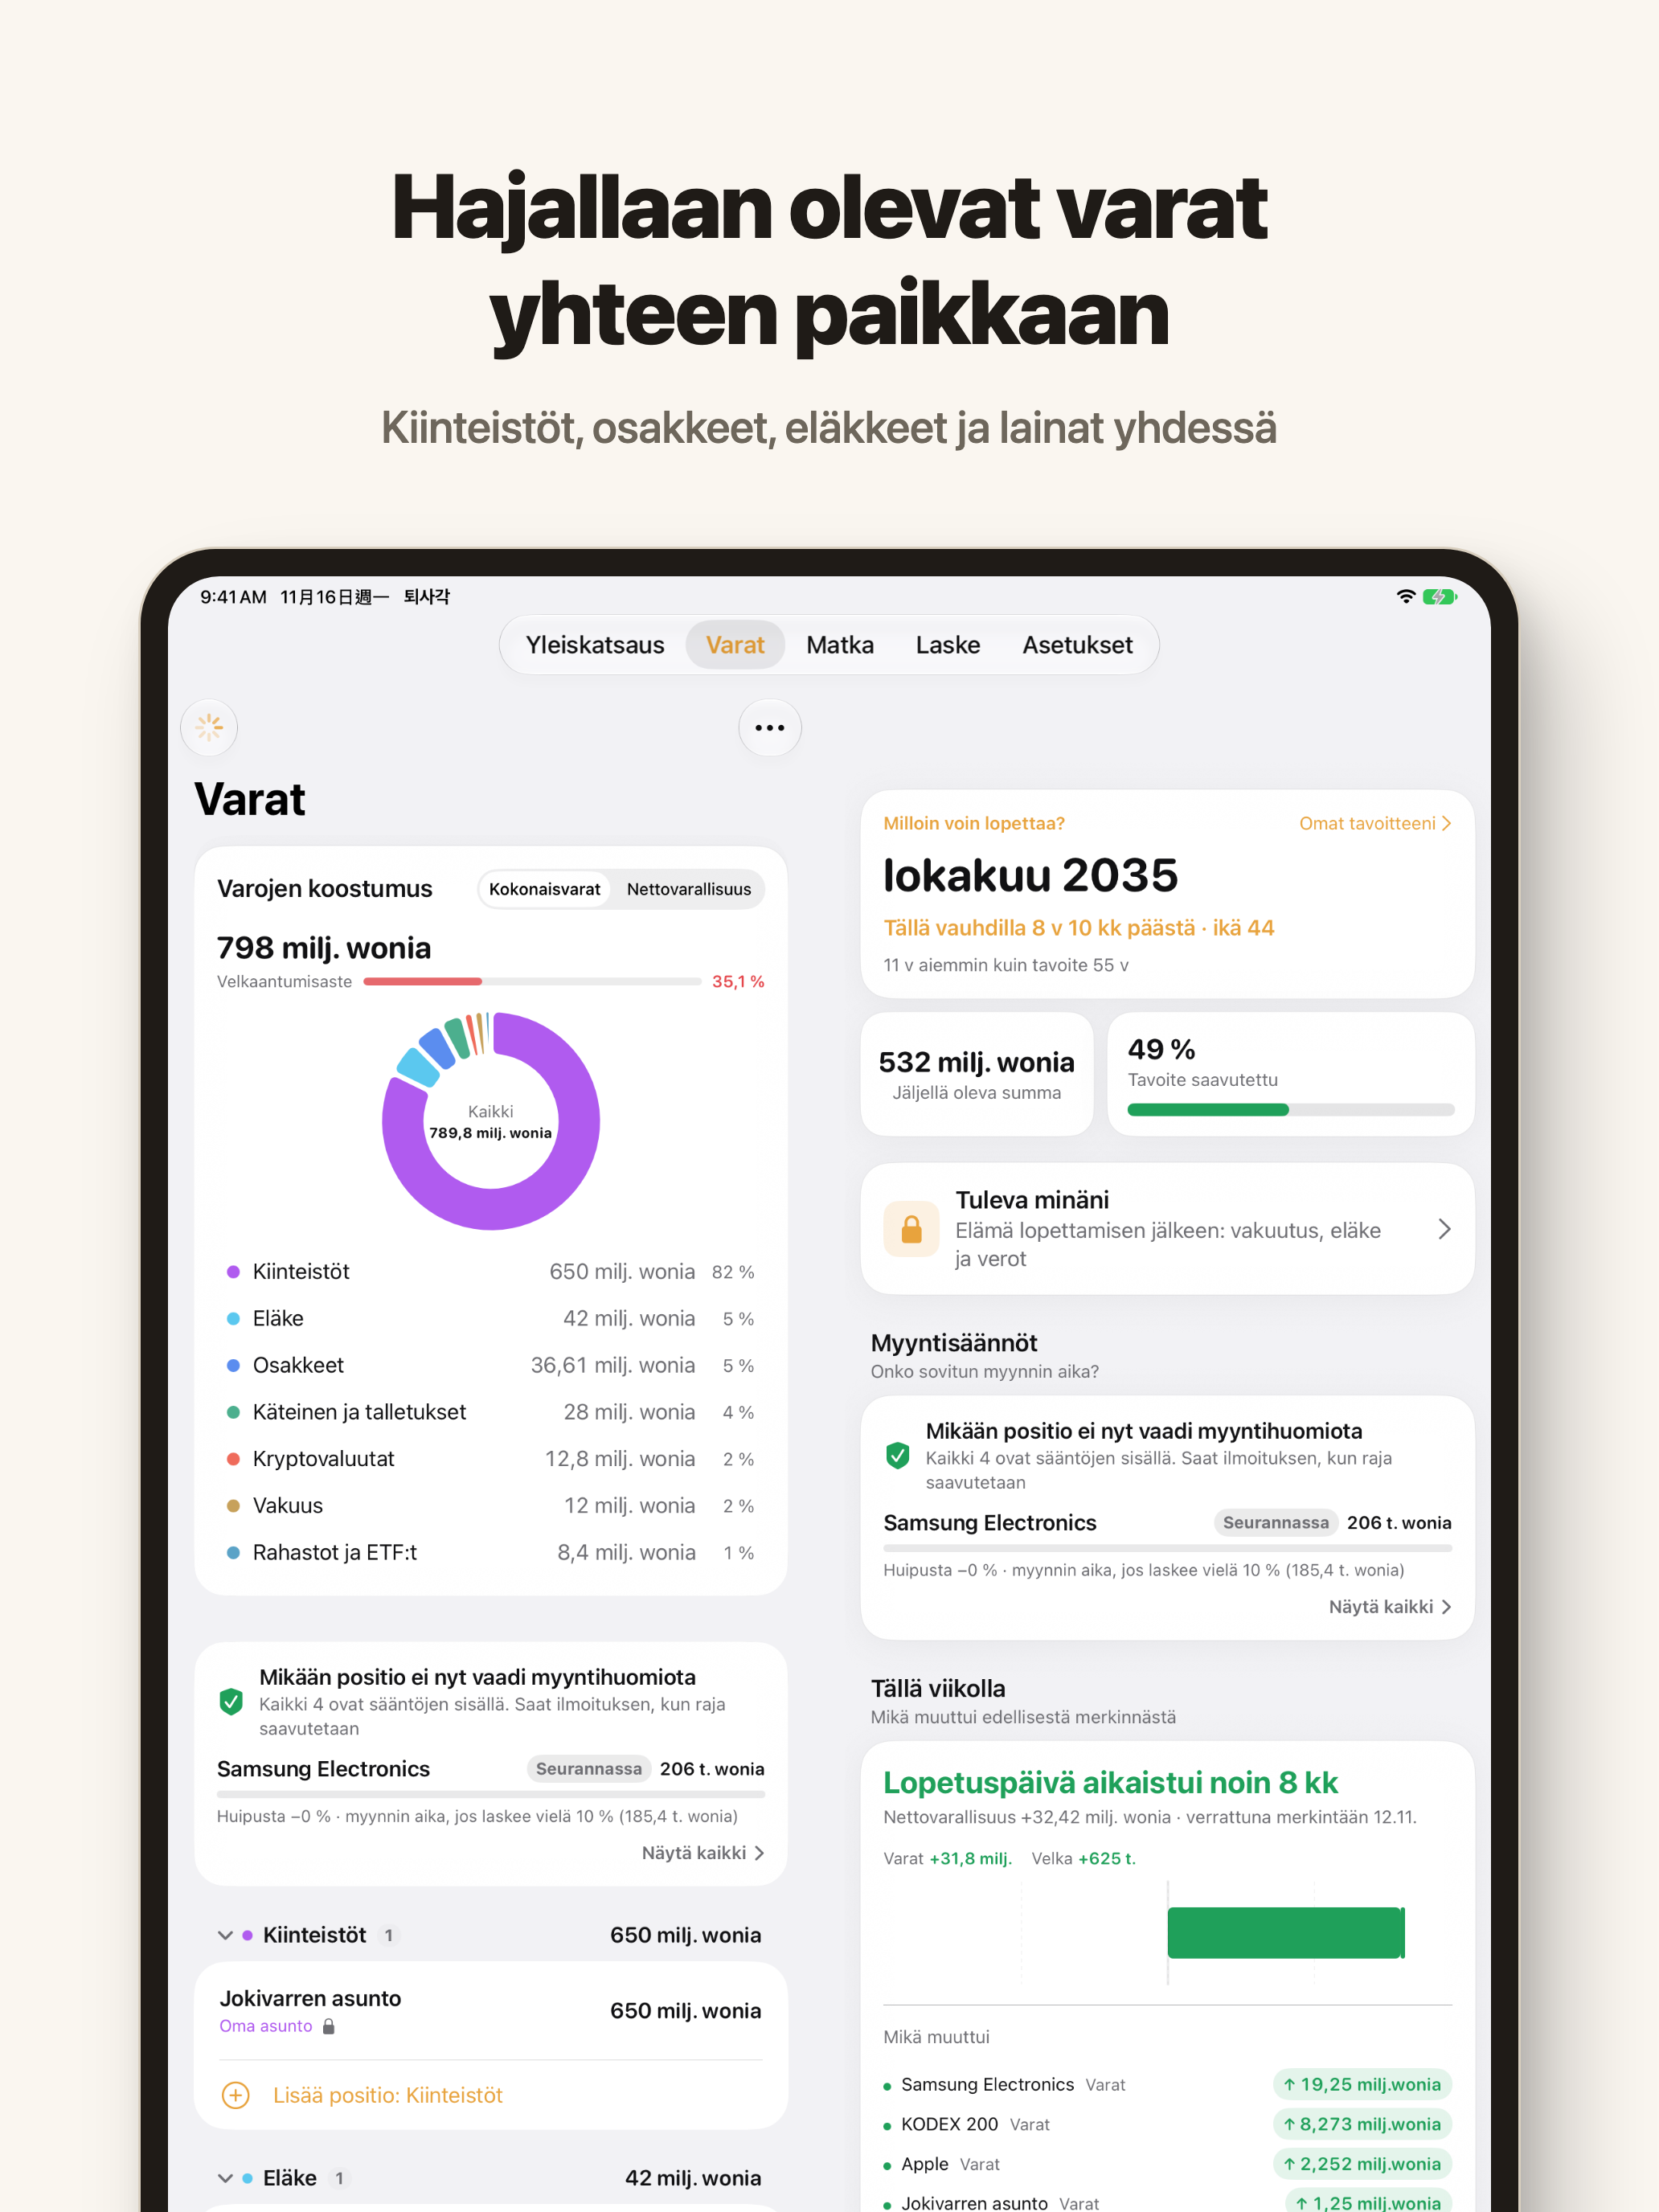 Hajallaan olevat varat
yhteen paikkaan
Kiinteistöt, osakkeet, eläkkeet ja lainat yhdessä
9:41 AM 11月16日週一 퇴사각
Yleiskatsaus Varat Matka Laske Asetukset
Varat
Varojen koostumus Kokonaisvarat Nettovarallisuus
798 milj. wonia
Velkaantumisaste 35,1 %
Kaikki
789,8 milj. wonia
Kiinteistöt 650 milj. wonia 82 %
Eläke 42 milj. wonia 5 %
Osakkeet 36,61 milj. wonia 5 %
Käteinen ja talletukset 28 milj. wonia 4 %
Kryptovaluutat 12,8 milj. wonia 2 %
Vakuus 12 milj. wonia 2 %
Rahastot ja ETF:t 8,4 milj. wonia 1 %
Mikään positio ei nyt vaadi myyntihuomiota
Kaikki 4 ovat sääntöjen sisällä. Saat ilmoituksen, kun raja
saavutetaan
Samsung Electronics Seurannassa 206 t. wonia
Huipusta −0 % · myynnin aika, jos laskee vielä 10 % (185,4 t. wonia)
Näytä kaikki
Kiinteistöt 1 650 milj. wonia
Jokivarren asunto 650 milj. wonia
Oma asunto
Lisää positio: Kiinteistöt
Eläke 1 42 milj. wonia
Milloin voin lopettaa? Omat tavoitteeni
lokakuu 2035
Tällä vauhdilla 8 v 10 kk päästä · ikä 44
11 v aiemmin kuin tavoite 55 v
532 milj. wonia
Jäljellä oleva summa
49 %
Tavoite saavutettu
Tuleva minäni
Elämä lopettamisen jälkeen: vakuutus, eläke
ja verot
Myyntisäännöt
Onko sovitun myynnin aika?
Mikään positio ei nyt vaadi myyntihuomiota
Kaikki 4 ovat sääntöjen sisällä. Saat ilmoituksen, kun raja
saavutetaan
Samsung Electronics Seurannassa 206 t. wonia
Huipusta −0 % · myynnin aika, jos laskee vielä 10 % (185,4 t. wonia)
Näytä kaikki
Tällä viikolla
Mikä muuttui edellisestä merkinnästä
Lopetuspäivä aikaistui noin 8 kk
Nettovarallisuus +32,42 milj. wonia · verrattuna merkintään 12.11.
Varat +31,8 milj. Velka +625 t.
Mikä muuttui
Samsung Electronics Varat ↑ 19,25 milj.wonia
KODEX 200 Varat ↑ 8,273 milj.wonia
Apple Varat ↑ 2,252 milj.wonia
Jokivarren asunto Varat ↑ 1,25 milj.wonia